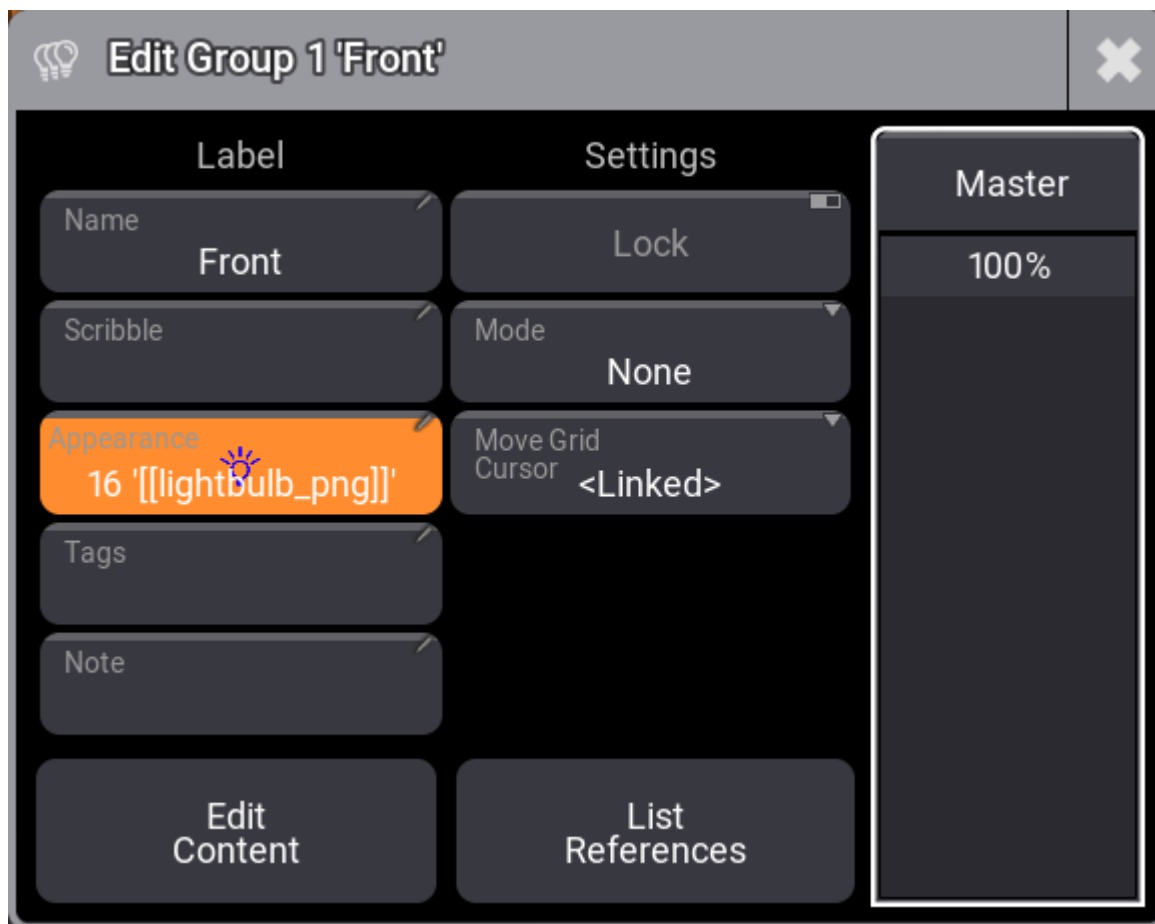 Edit Group 1 'Front'
Label
Name
Front
Scribble
Appearance
16 '[[lightbulb_png]]'
Tags
Note
Edit
Content
Settings
Lock
Mode
None
Move Grid
Cursor
<Linked>
List
References
Master
100%